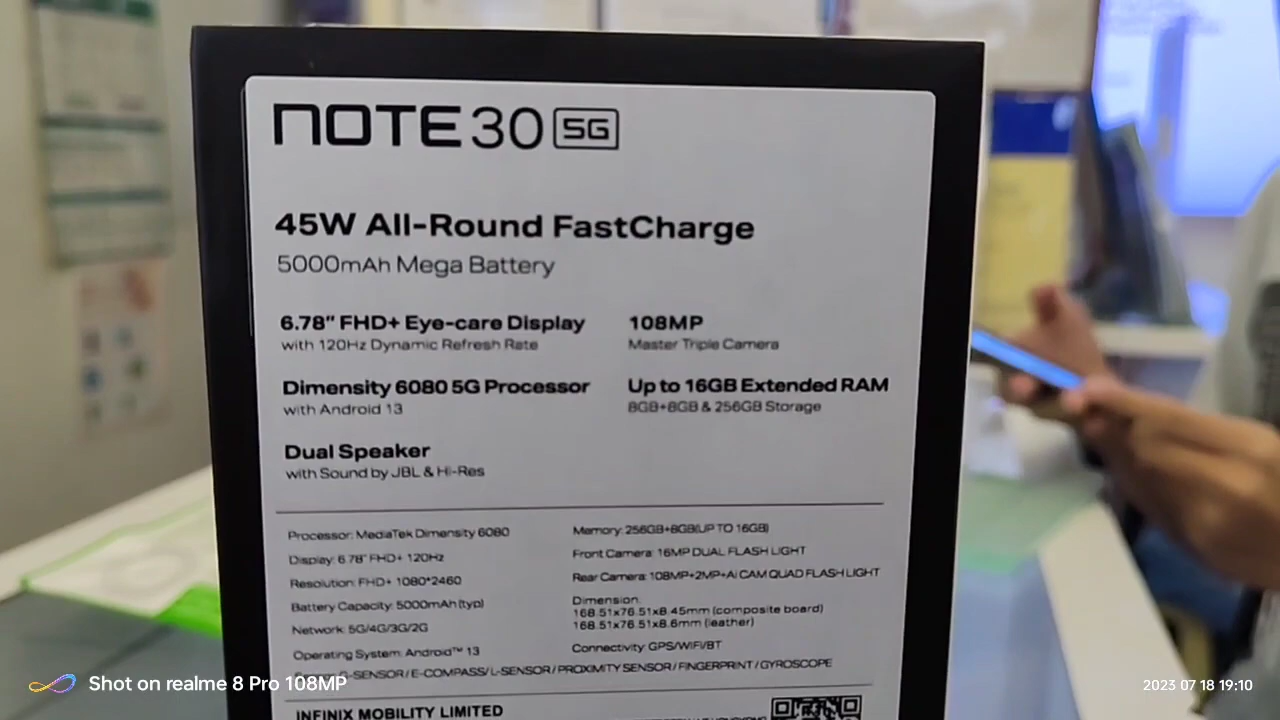 NOTE 30 5G
45W All-Round FastCharge
5000mAh Mega Battery
6.78" FHD+ Eye-care Display
with 120Hz Dynamic Refresh Rate
108MP
Master Triple Camera
Dimensity 6080 5G Processor
with Android 13
Up to 16GB Extended RAM
8GB+8GB & 256GB Storage
Dual Speaker
with Sound by JBL & Hi-Res
Processor: MediaTek Dimensity 6080
Display: 6.78" FHD+ 120Hz
Resolution: FHD+ 1080*2460
Battery Capacity: 5000mAh (typ)
Network: 5G/4G/3G/2G
Operating System: Android™ 13
Memory: 256GB+8GB(UP TO 16GB)
Front Camera: 16MP DUAL FLASH LIGHT
Rear Camera: 108MP+2MP+AI CAM QUAD FLASH LIGHT
Dimension:
168.51x76.51x8.45mm (composite board)
168.51x76.51x8.6mm (leather)
Connectivity: GPS/WIFI/BT
G-SENSOR / E-COMPASS / L-SENSOR / PROXIMITY SENSOR / FINGERPRINT / GYROSCOPE
INFINIX MOBILITY LIMITED
Shot on realme 8 Pro 108MP
2023 07 18 19:10